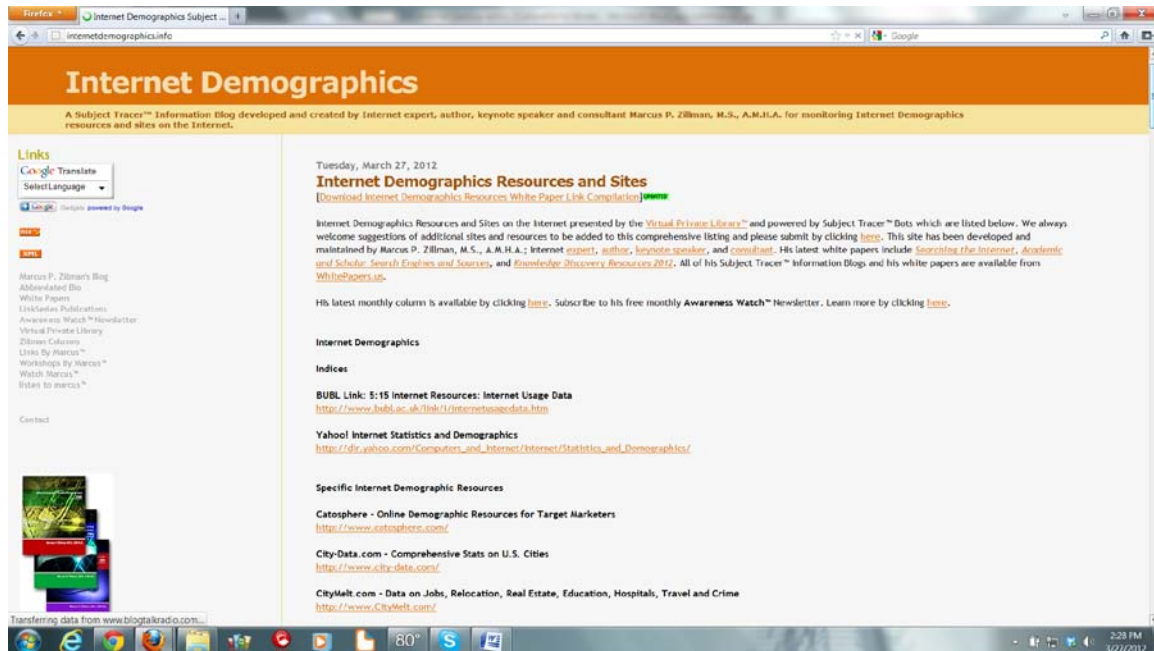 Firefox
Internet Demographics Subject ...
internetdemographics.info
Google
Internet Demographics
A Subject Tracer™ Information Blog developed and created by Internet expert, author, keynote speaker and consultant Marcus P. Zillman, M.S., A.M.H.A. for monitoring Internet Demographics
resources and sites on the Internet.
Links
Google Translate
Select Language
Google Gadgets powered by Google
XML
Marcus P. Zillman's Blog
Abbreviated Bio
White Papers
LinkSeries Publications
Awareness Watch™ Newsletter
Virtual Private Library
Zillman Columns
Links By Marcus™
Workshops By Marcus™
Watch Marcus™
listen to marcus™
Contact
Tuesday, March 27, 2012
Internet Demographics Resources and Sites
[Download Internet Demographics Resources White Paper Link Compilation] UPDATED
Internet Demographics Resources and Sites on the Internet presented by the Virtual Private Library™ and powered by Subject Tracer™ Bots which are listed below. We always
welcome suggestions of additional sites and resources to be added to this comprehensive listing and please submit by clicking here. This site has been developed and
maintained by Marcus P. Zillman, M.S., A.M.H.A.; Internet expert, author, keynote speaker, and consultant. His latest white papers include Searching the Internet, Academic
and Scholar Search Engines and Sources, and Knowledge Discovery Resources 2012. All of his Subject Tracer™ Information Blogs and his white papers are available from
WhitePapers.us.
His latest monthly column is available by clicking here. Subscribe to his free monthly Awareness Watch™ Newsletter. Learn more by clicking here.
Internet Demographics
Indices
BUBL Link: 5:15 Internet Resources: Internet Usage Data
http://www.bubl.ac.uk/link/i/internetusagedata.htm
Yahoo! Internet Statistics and Demographics
http://dir.yahoo.com/Computers_and_Internet/Internet/Statistics_and_Demographics/
Specific Internet Demographic Resources
Catosphere - Online Demographic Resources for Target Marketers
http://www.catosphere.com/
City-Data.com - Comprehensive Stats on U.S. Cities
http://www.city-data.com/
CityMelt.com - Data on Jobs, Relocation, Real Estate, Education, Hospitals, Travel and Crime
http://www.CityMelt.com/
Transferring data from www.blogtalkradio.com...
80°
2:28 PM
3/27/2012